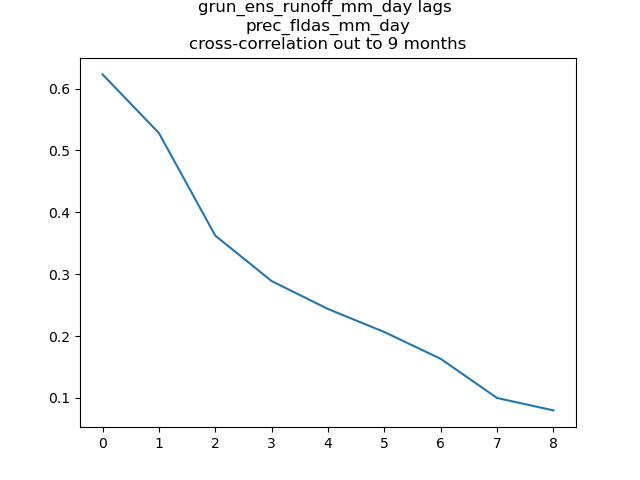 grun_ens_runoff_mm_day lags
prec_fldas_mm_day
cross-correlation out to 9 months
0.6
0.5
0.4
0.3
0.2
0.1
0 1 2 3 4 5 6 7 8